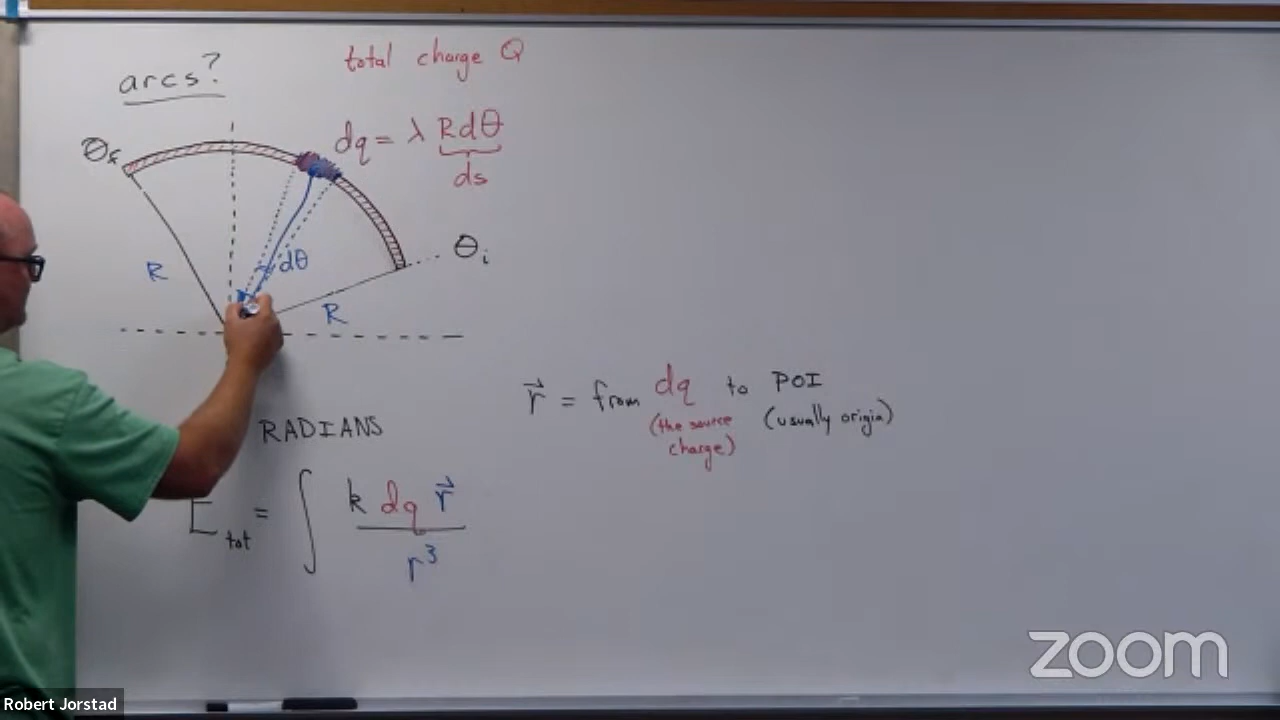 total charge Q
arcs?
dq = λ R dθ
ds
θf
θi
dθ
R
R
r⃗ = from dq to POI
(the source charge)
(usually origin)
RADIANS
E tot = ∫ k dq r⃗ / r³
zoom
Robert Jorstad